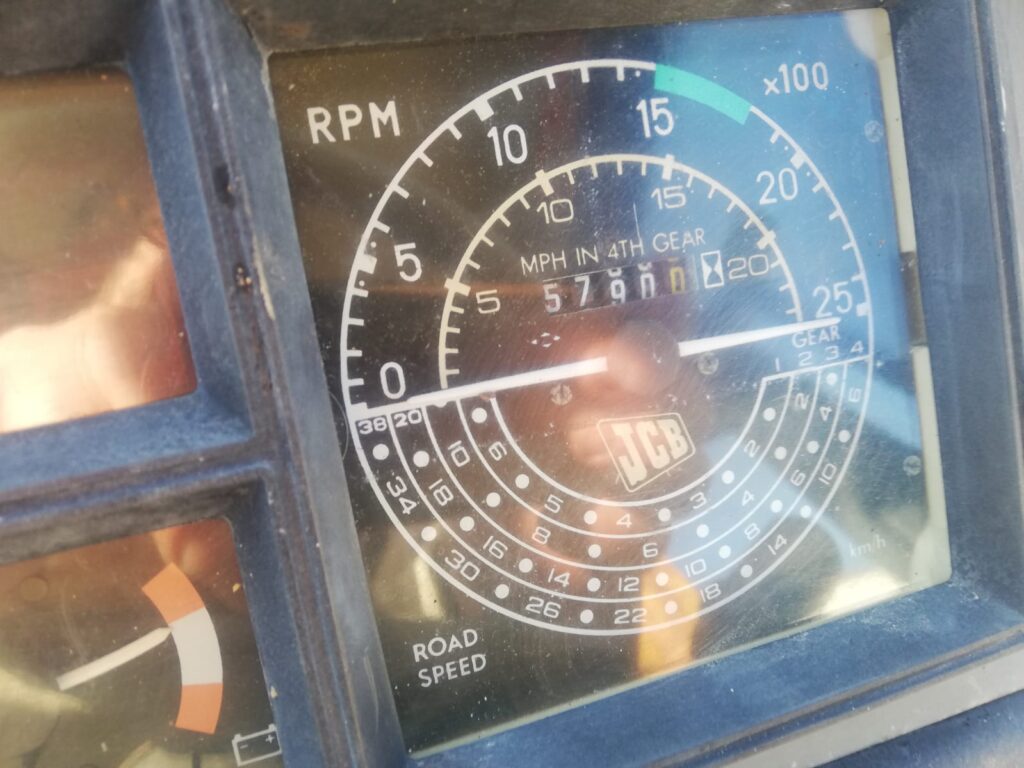 RPM
x100
0
5
10
15
20
25
5
10
15
20
MPH IN 4TH GEAR
57900
GEAR
1 2 3 4
38 34 30 26 22 18 14 10 6
20 18 16 14 12 10 8 6 4
10 8 6 4 2
6 5 4 3 2
JCB
km/h
ROAD
SPEED
- +